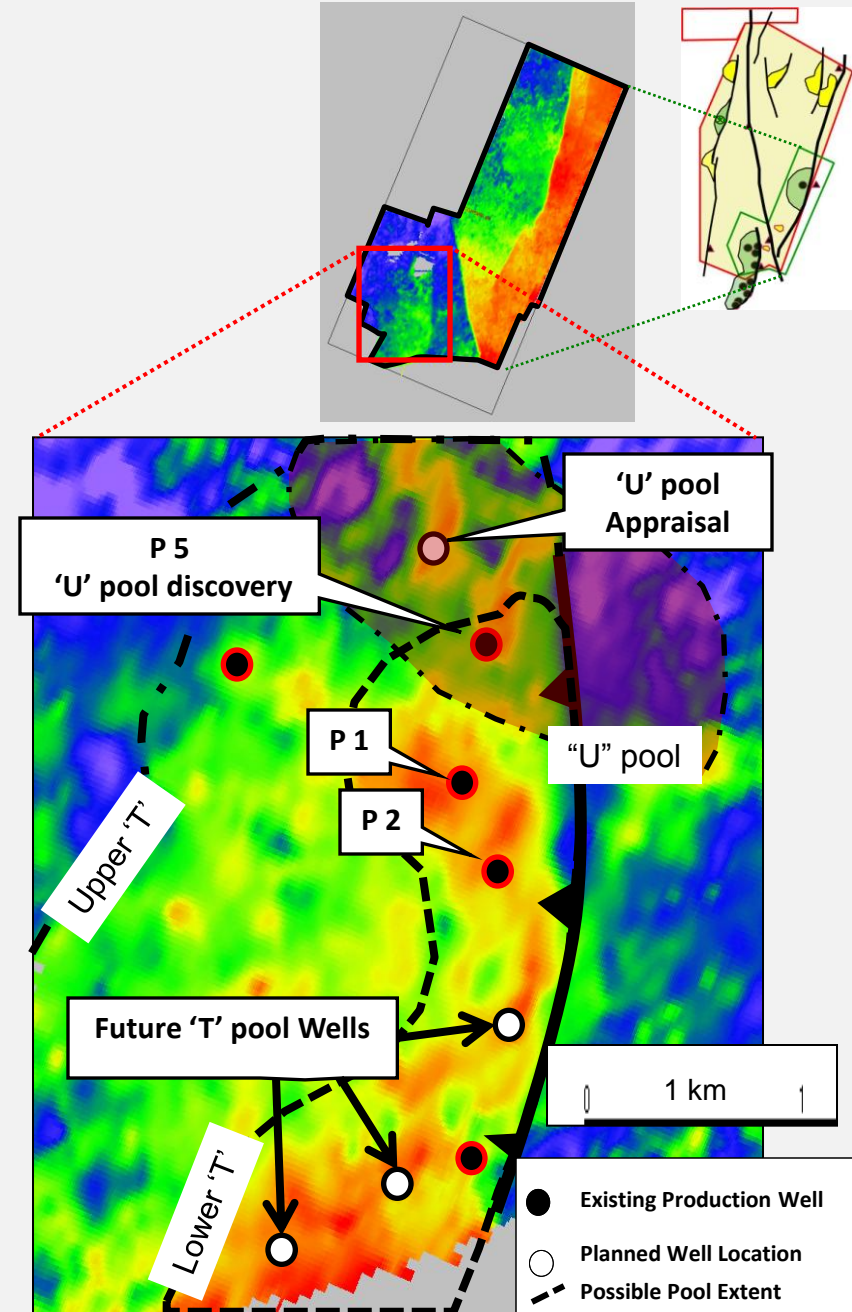 'U' pool
Appraisal
P 5
'U' pool discovery
P 1
"U" pool
P 2
Upper 'T'
Future 'T' pool Wells
0 1 km 1
Lower 'T'
Existing Production Well
Planned Well Location
Possible Pool Extent